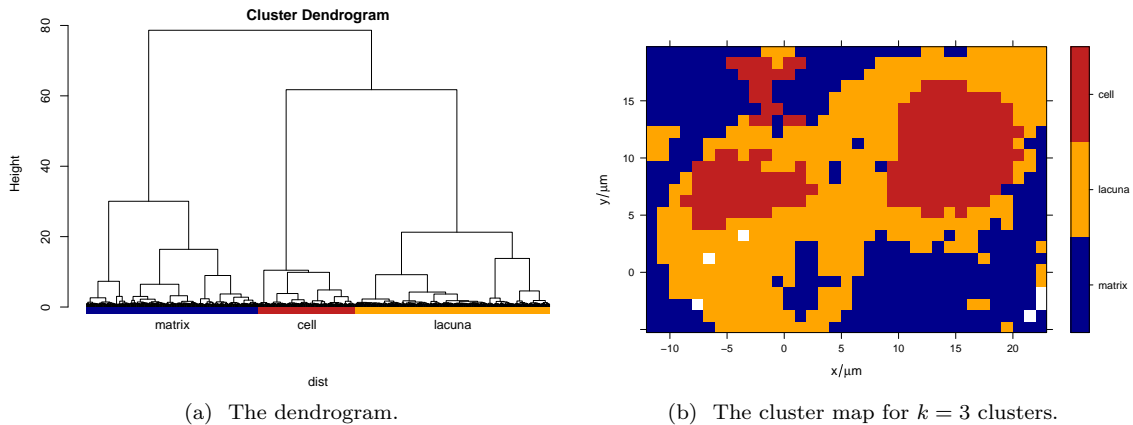 Cluster Dendrogram
Height
80
60
40
20
0
matrix cell lacuna
dist
(a) The dendrogram.
y/μm
15
10
5
0
−10 −5 0 5 10 15 20
x/μm
cell
lacuna
matrix
(b) The cluster map for k = 3 clusters.